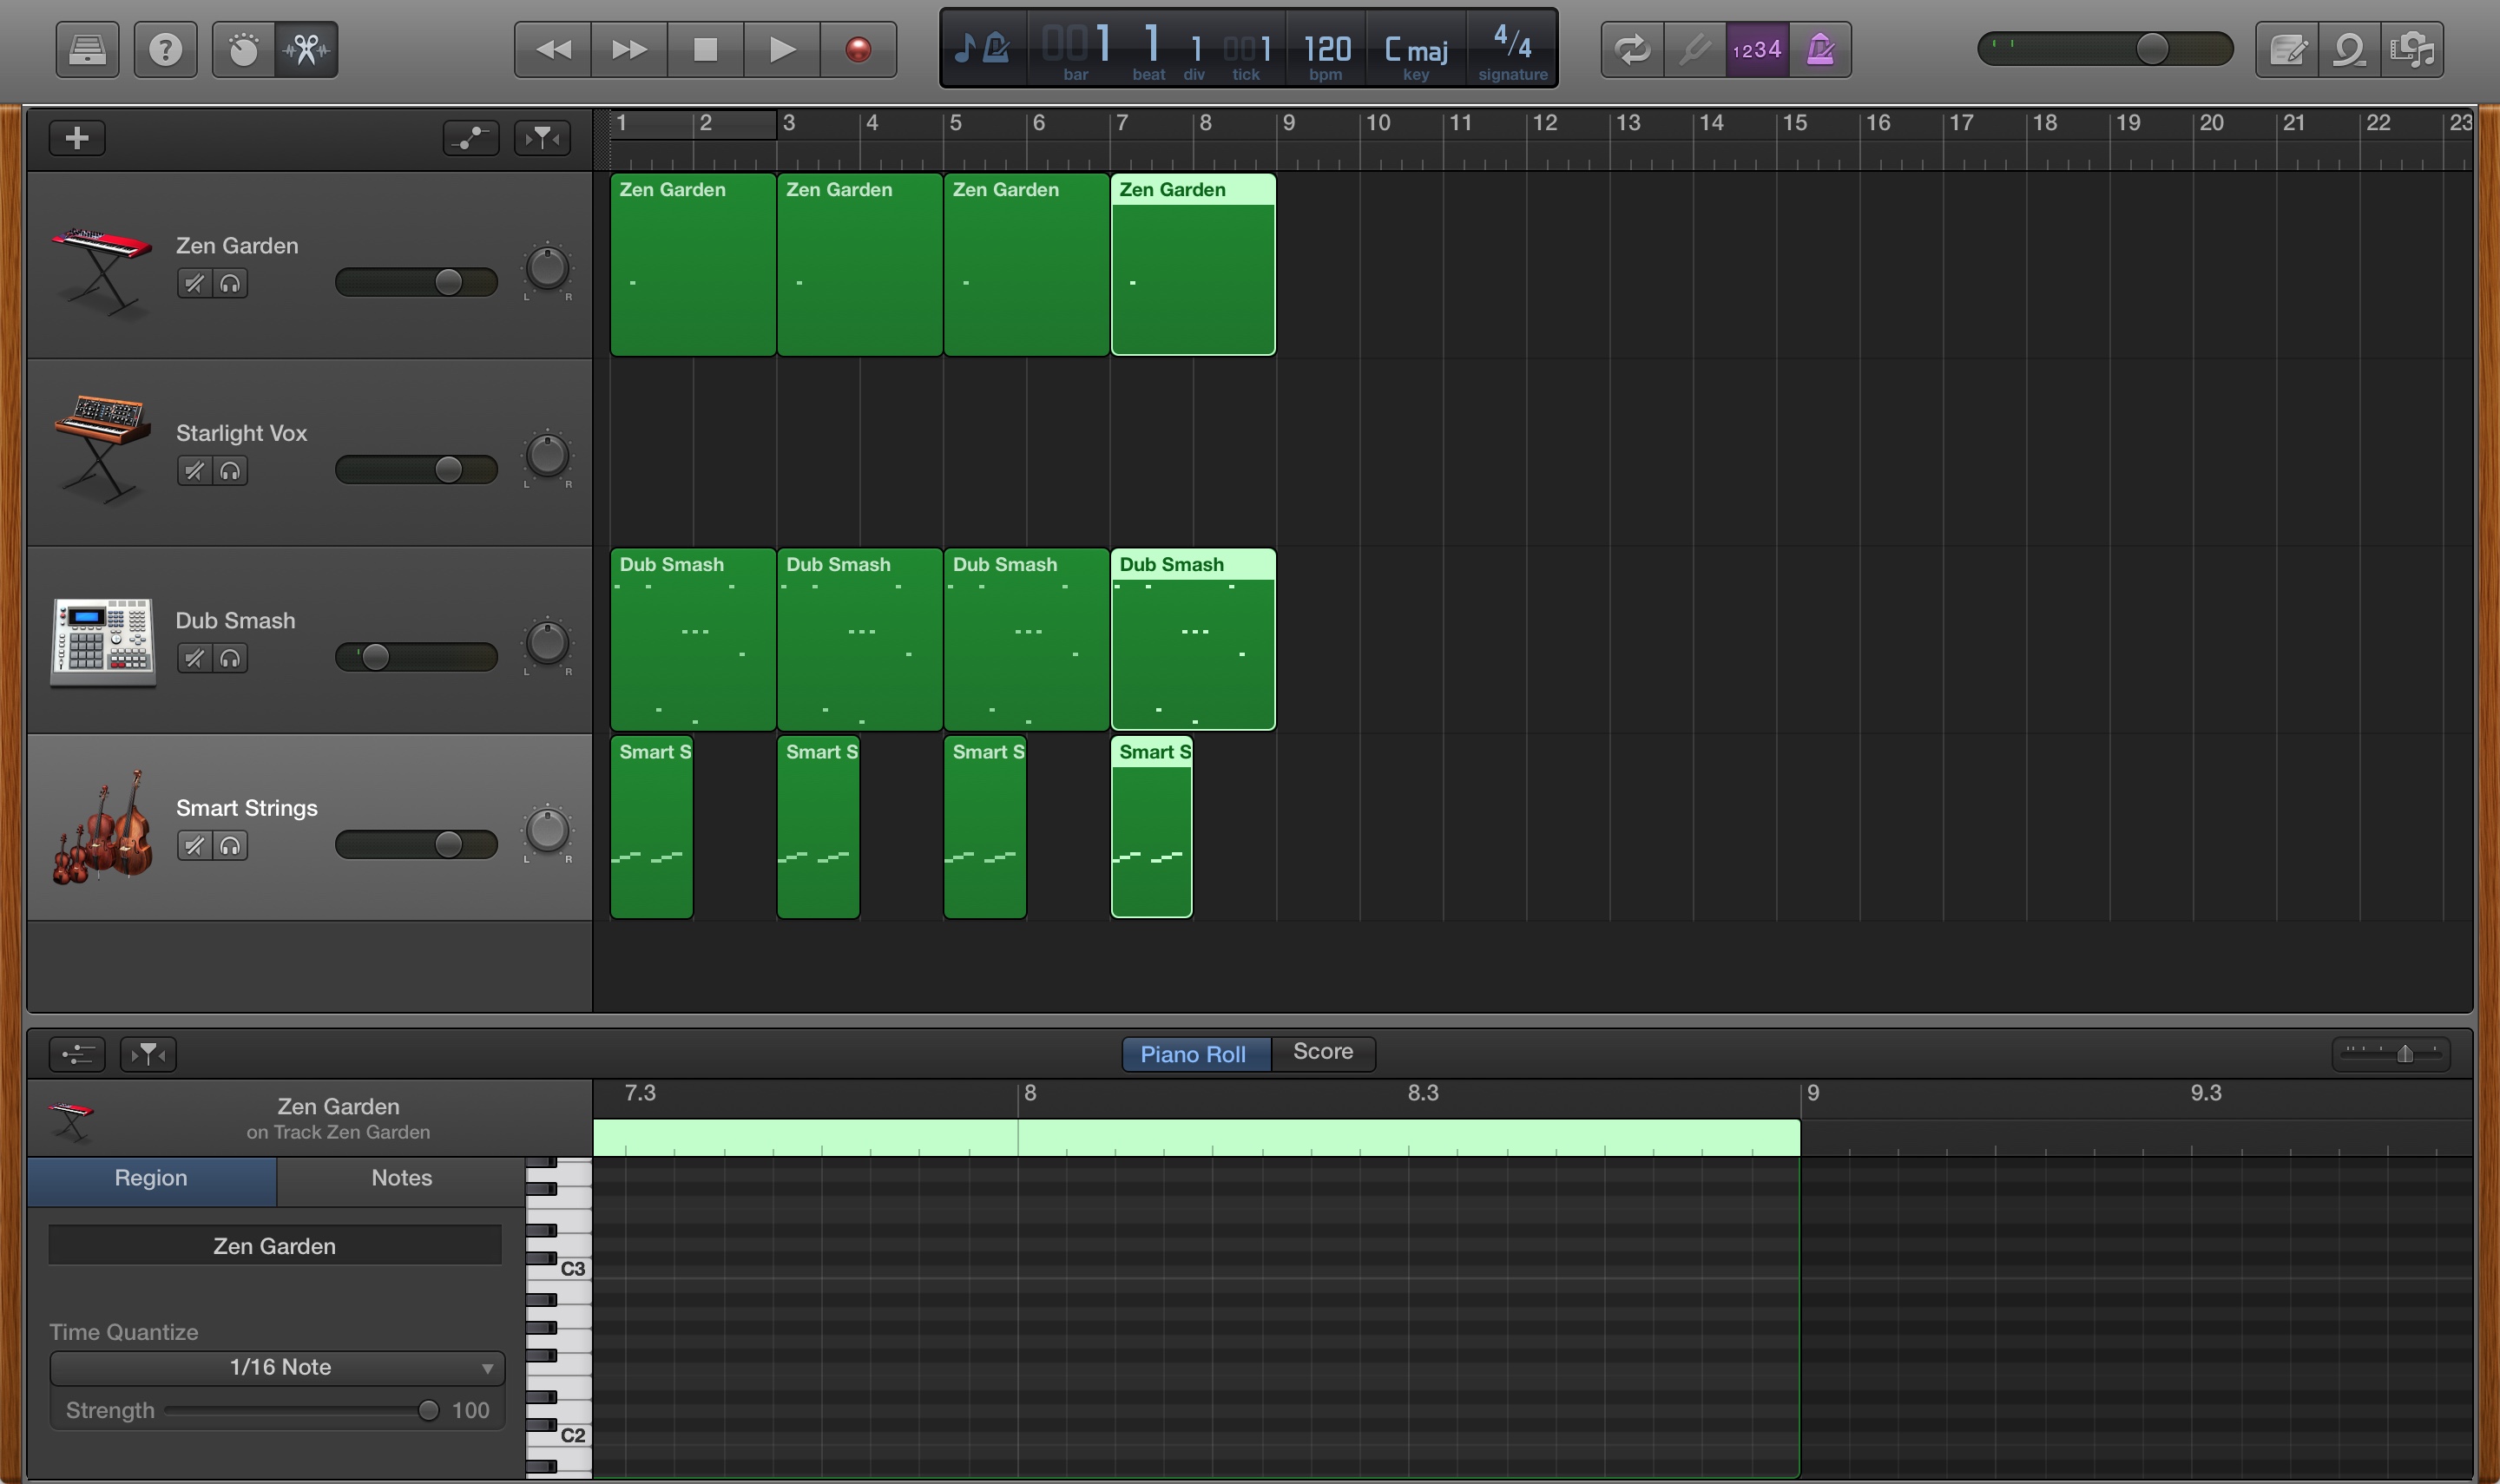 001 1 1 001 120 C maj 4/4
bar beat div tick bpm key signature
1234
1 2 3 4 5 6 7 8 9 10 11 12 13 14 15 16 17 18 19 20 21 22 23
Zen Garden Zen Garden Zen Garden Zen Garden
Zen Garden
L R
Starlight Vox
L R
Dub Smash Dub Smash Dub Smash Dub Smash
Dub Smash
L R
Smart S Smart S Smart S Smart S
Smart Strings
L R
Piano Roll Score
7.3 8 8.3 9 9.3
Zen Garden
on Track Zen Garden
Region Notes
Zen Garden
C3
Time Quantize
1/16 Note
Strength 100
C2